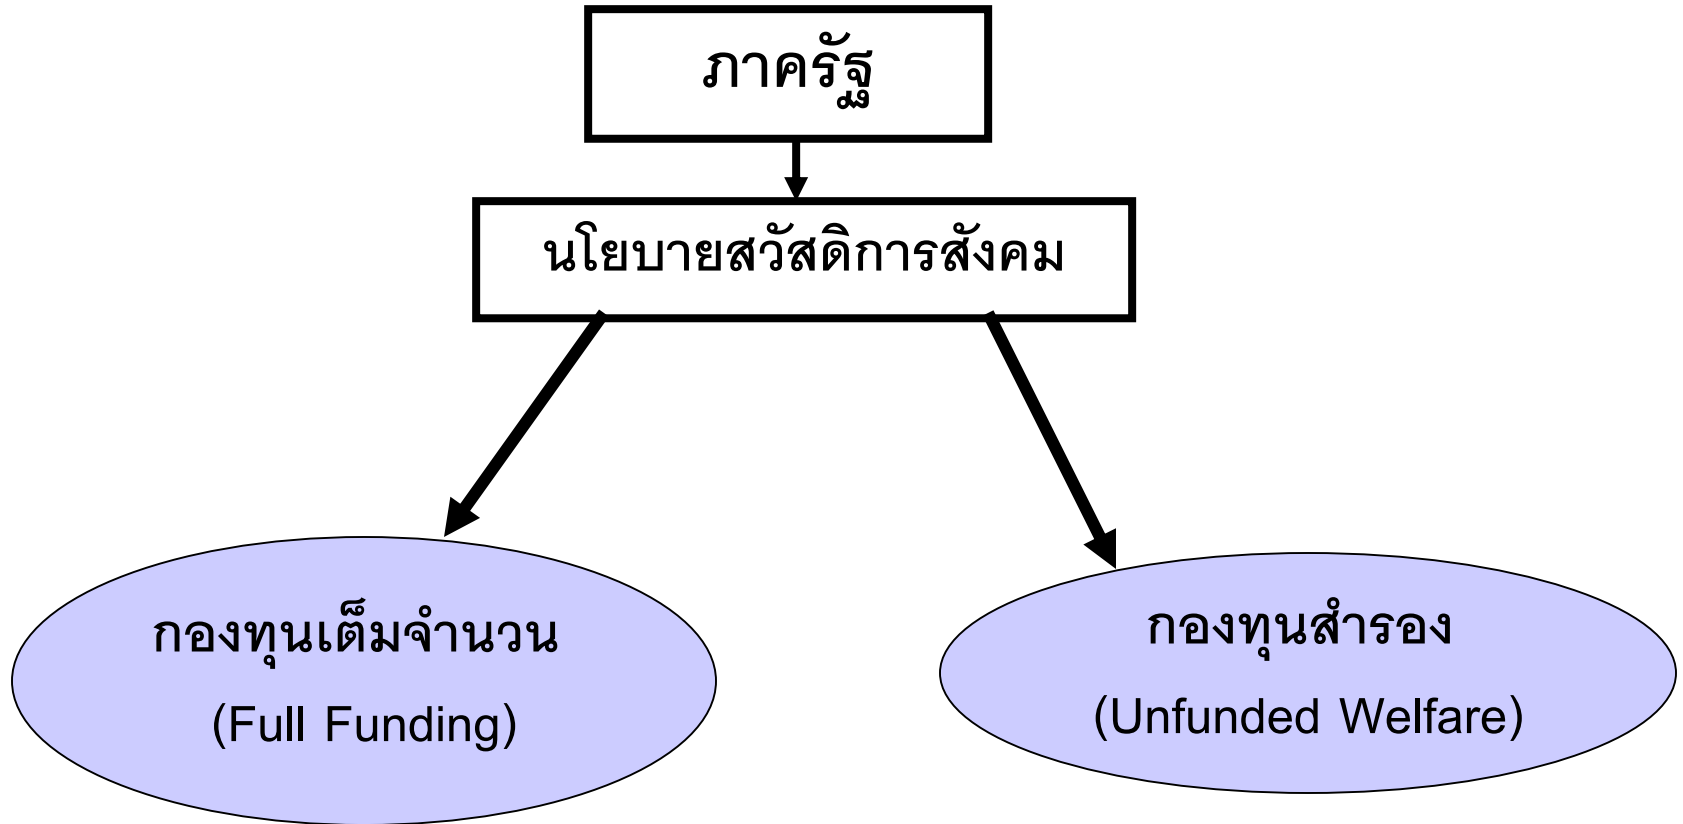 ภาครัฐ
นโยบายสวัสดิการสังคม
กองทุนเต็มจำนวน
(Full Funding)
กองทุนสำรอง
(Unfunded Welfare)